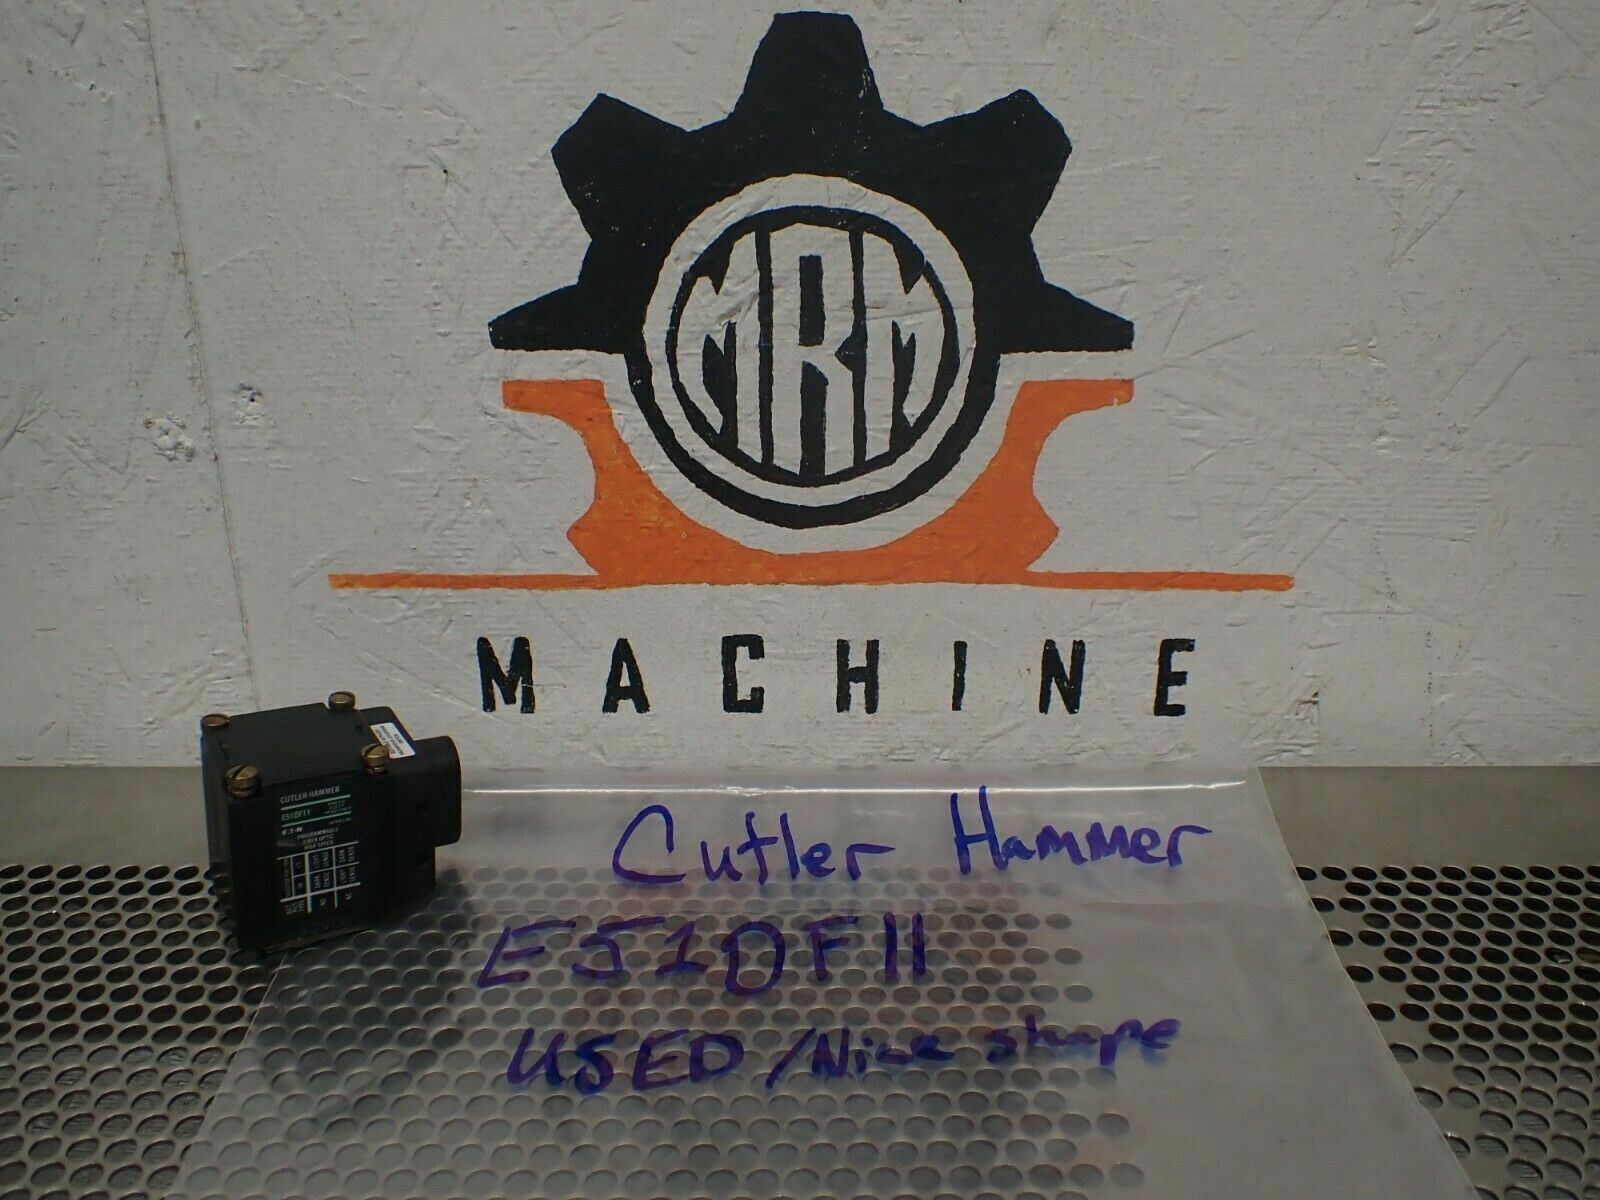 MRM
MACHINE
CUTLER-HAMMER
E51DF11
PROGRAMMABLE
FIBER OPTIC
HIGH SPEED
Cutler Hammer
E51DF11
USED/Nice shape